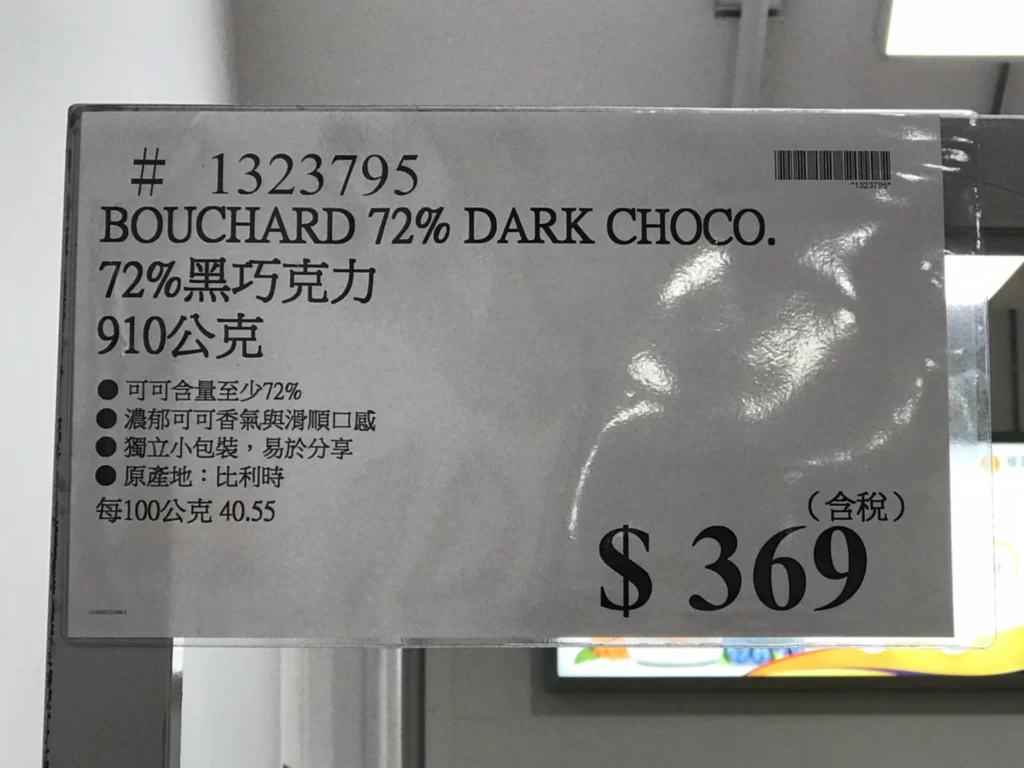 # 1323795
*1323795*
BOUCHARD 72% DARK CHOCO.
72%黑巧克力
910公克
● 可可含量至少72%
● 濃郁可可香氣與滑順口感
● 獨立小包裝，易於分享
● 原產地：比利時
每100公克 40.55
（含稅）
$ 369